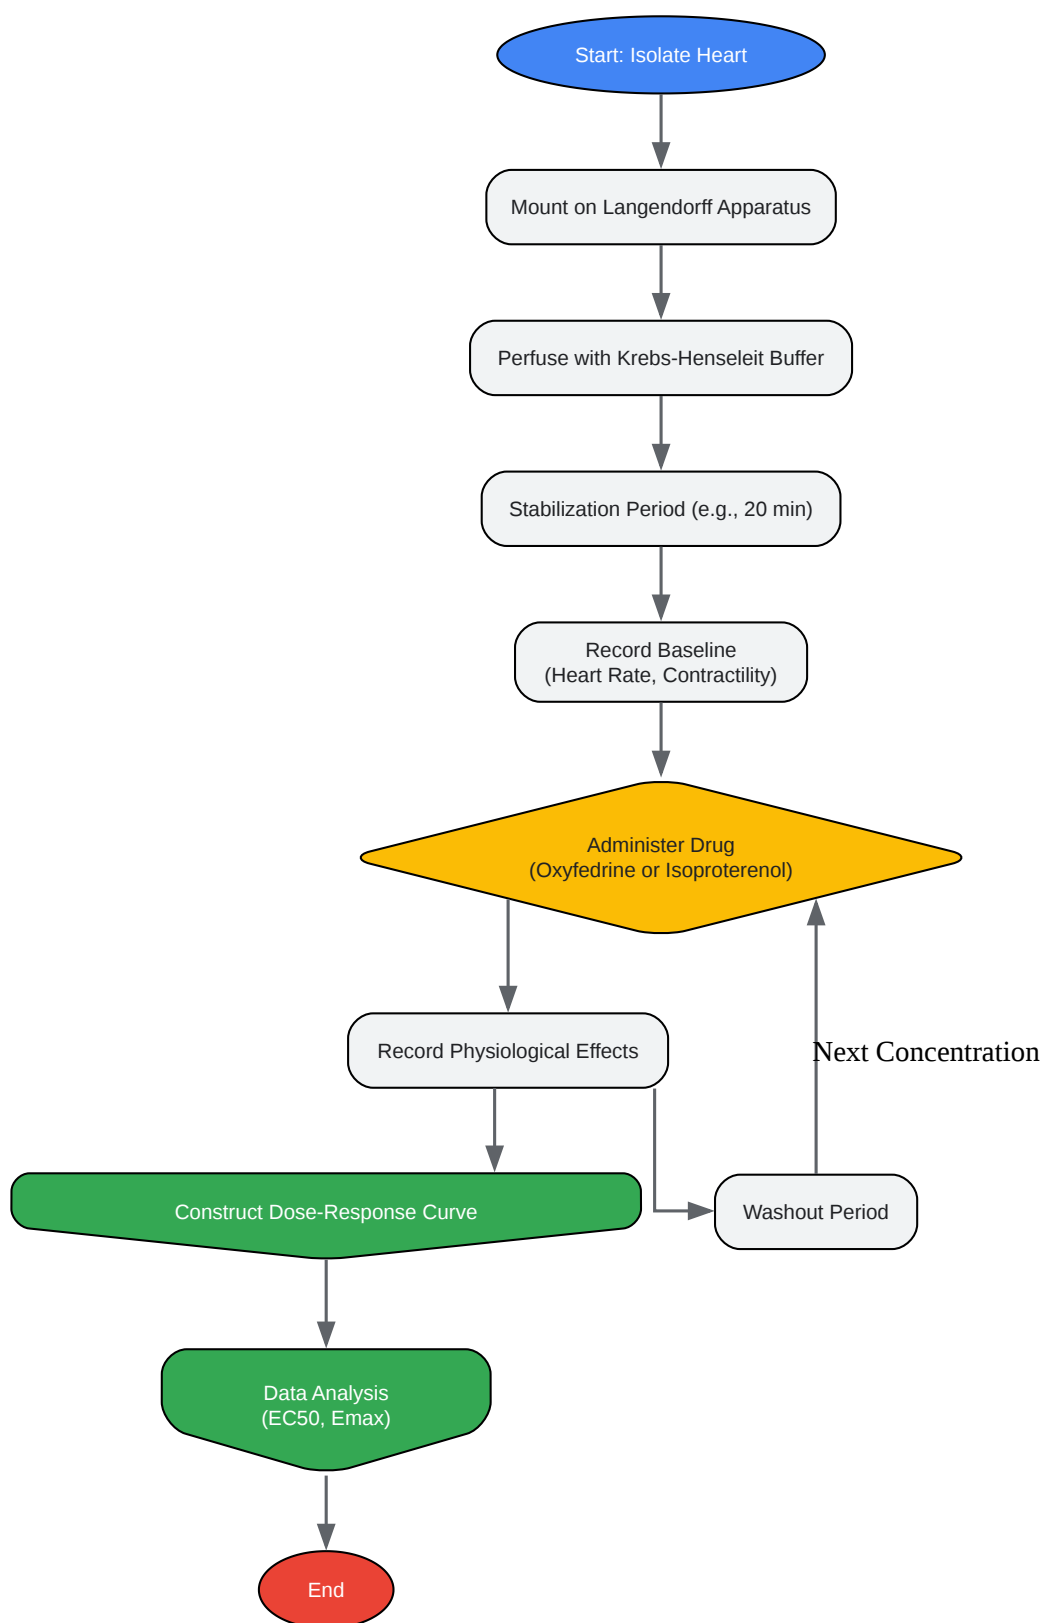 Start: Isolate Heart
Mount on Langendorff Apparatus
Perfuse with Krebs-Henseleit Buffer
Stabilization Period (e.g., 20 min)
Record Baseline
(Heart Rate, Contractility)
Administer Drug
(Oxyfedrine or Isoproterenol)
Record Physiological Effects
Next Concentration
Construct Dose-Response Curve
Washout Period
Data Analysis
(EC50, Emax)
End